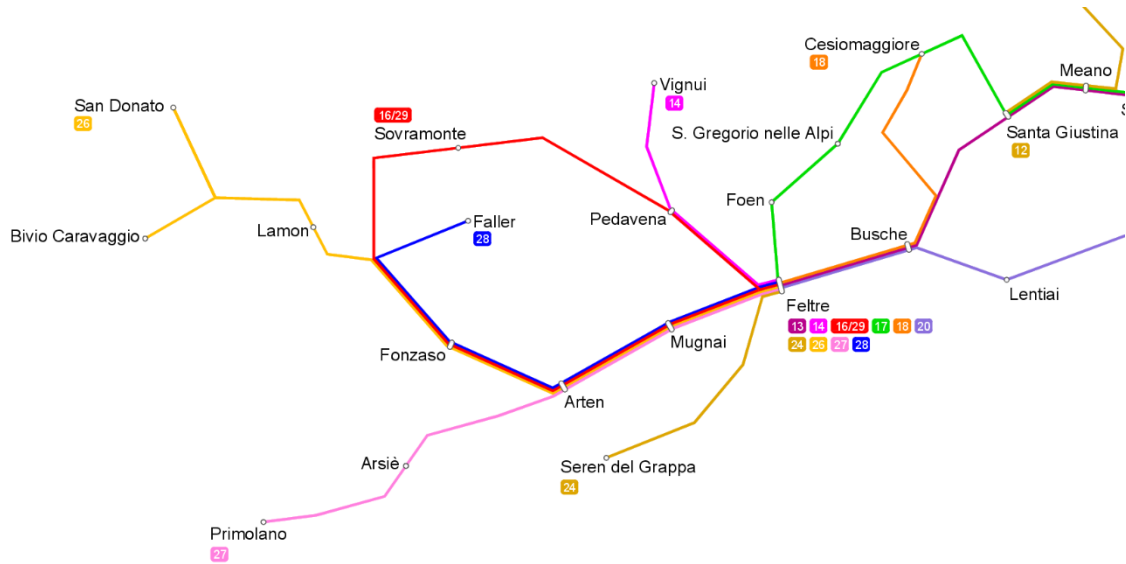 Cesiomaggiore
18
Meano
Vignui
14
San Donato
26
16/29
Sovramonte
S. Gregorio nelle Alpi
Santa Giustina
12
S
Foen
Pedavena
Faller
28
Lamon
Bivio Caravaggio
Busche
Lentiai
Feltre
13 14 16/29 17 18 20
24 26 27 28
Mugnai
Fonzaso
Arten
Arsiè
Seren del Grappa
24
Primolano
27